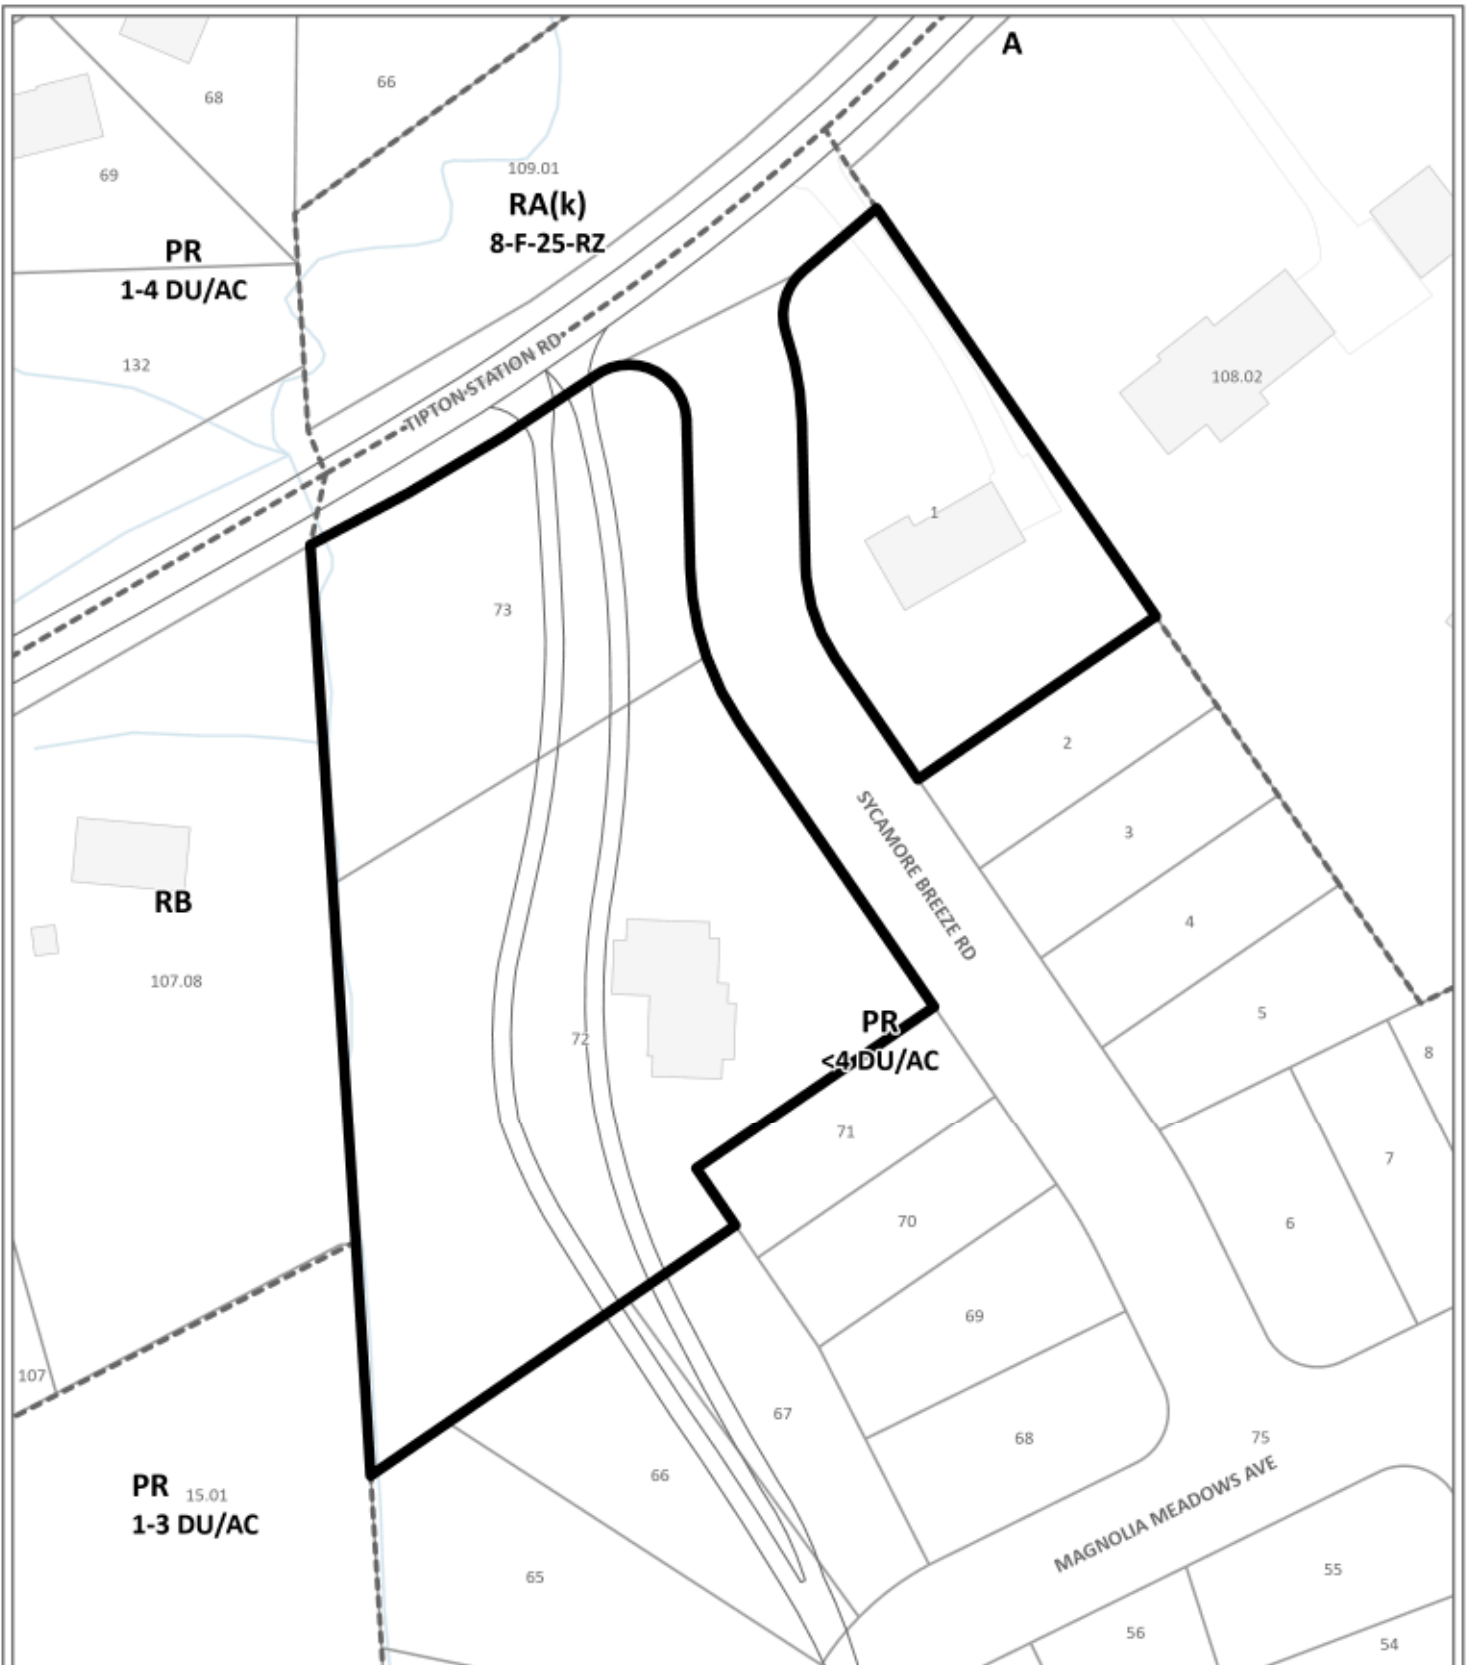 A
66
68
109.01
69
RA(k)
8-F-25-RZ
PR
1-4 DU/AC
132
TIPTON STATION RD
108.02
1
73
2
SYCAMORE BREEZE RD
3
RB
4
107.08
5
PR
<4 DU/AC
72
8
71
7
70
6
69
107
67
68
75
66
PR
15.01
1-3 DU/AC
MAGNOLIA MEADOWS AVE
65
55
56
54